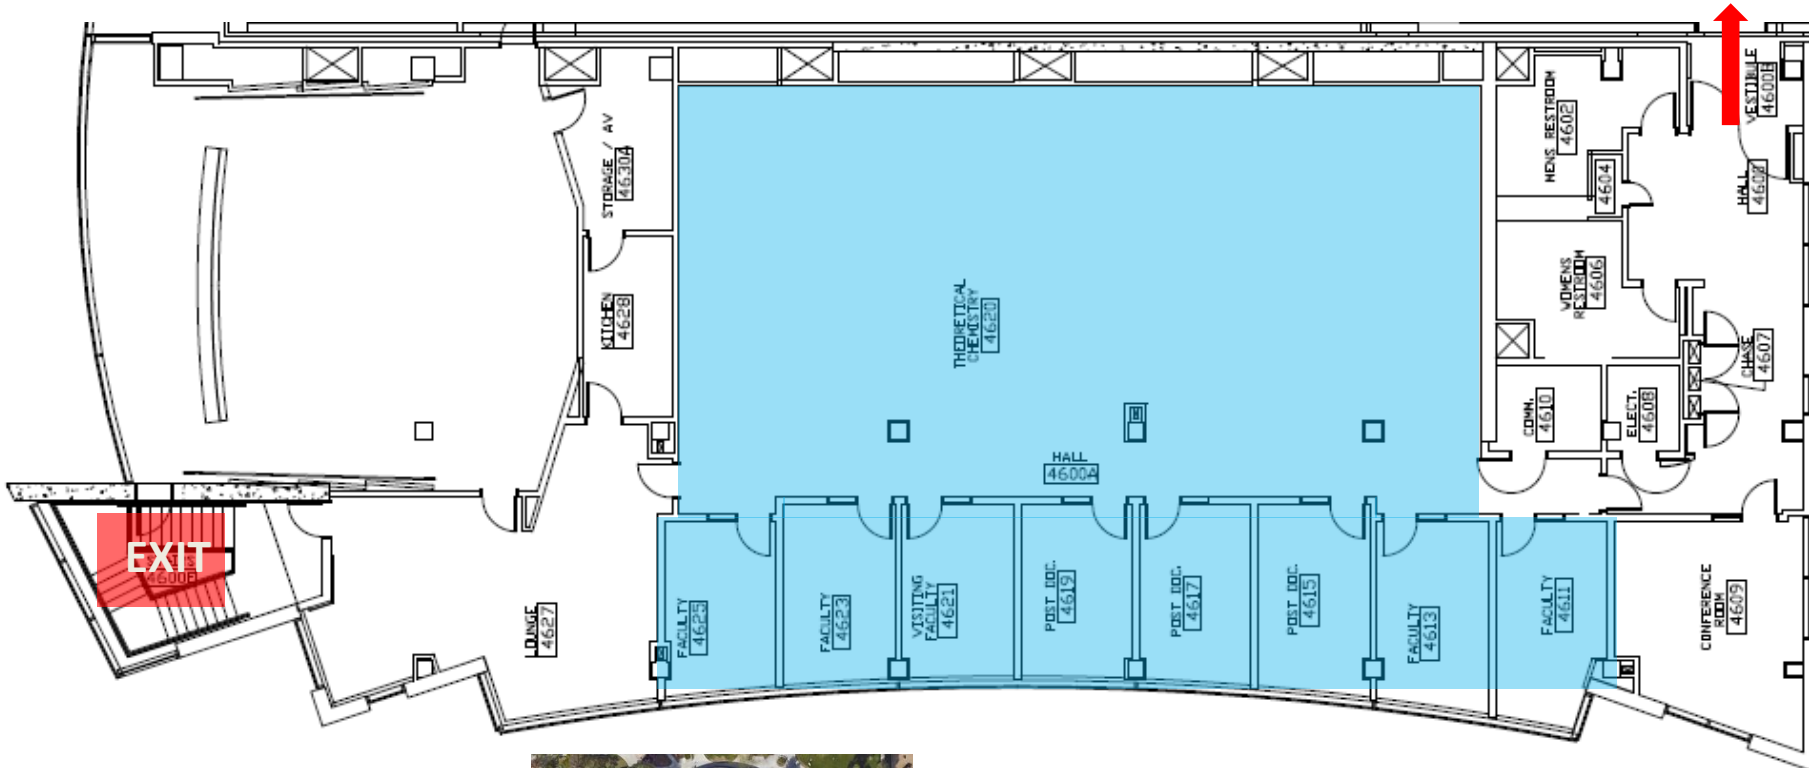 STORAGE / AV
4630A
KITCHEN
4628
THEORETICAL
CHEMISTRY
4620
HALL
4600A
MENS RESTROOM
4602
4604
WOMENS
RESTROOM
4606
VESTIBULE
4600B
HALL
4603
CHASE
4607
COMM.
4610
ELECT.
4608
EXIT
LOUNGE
4627
FACULTY
4625
FACULTY
4623
VISITING
FACULTY
4621
POST DOC.
4619
POST DOC.
4617
POST DOC.
4615
FACULTY
4613
FACULTY
4611
CONFERENCE
ROOM
4609